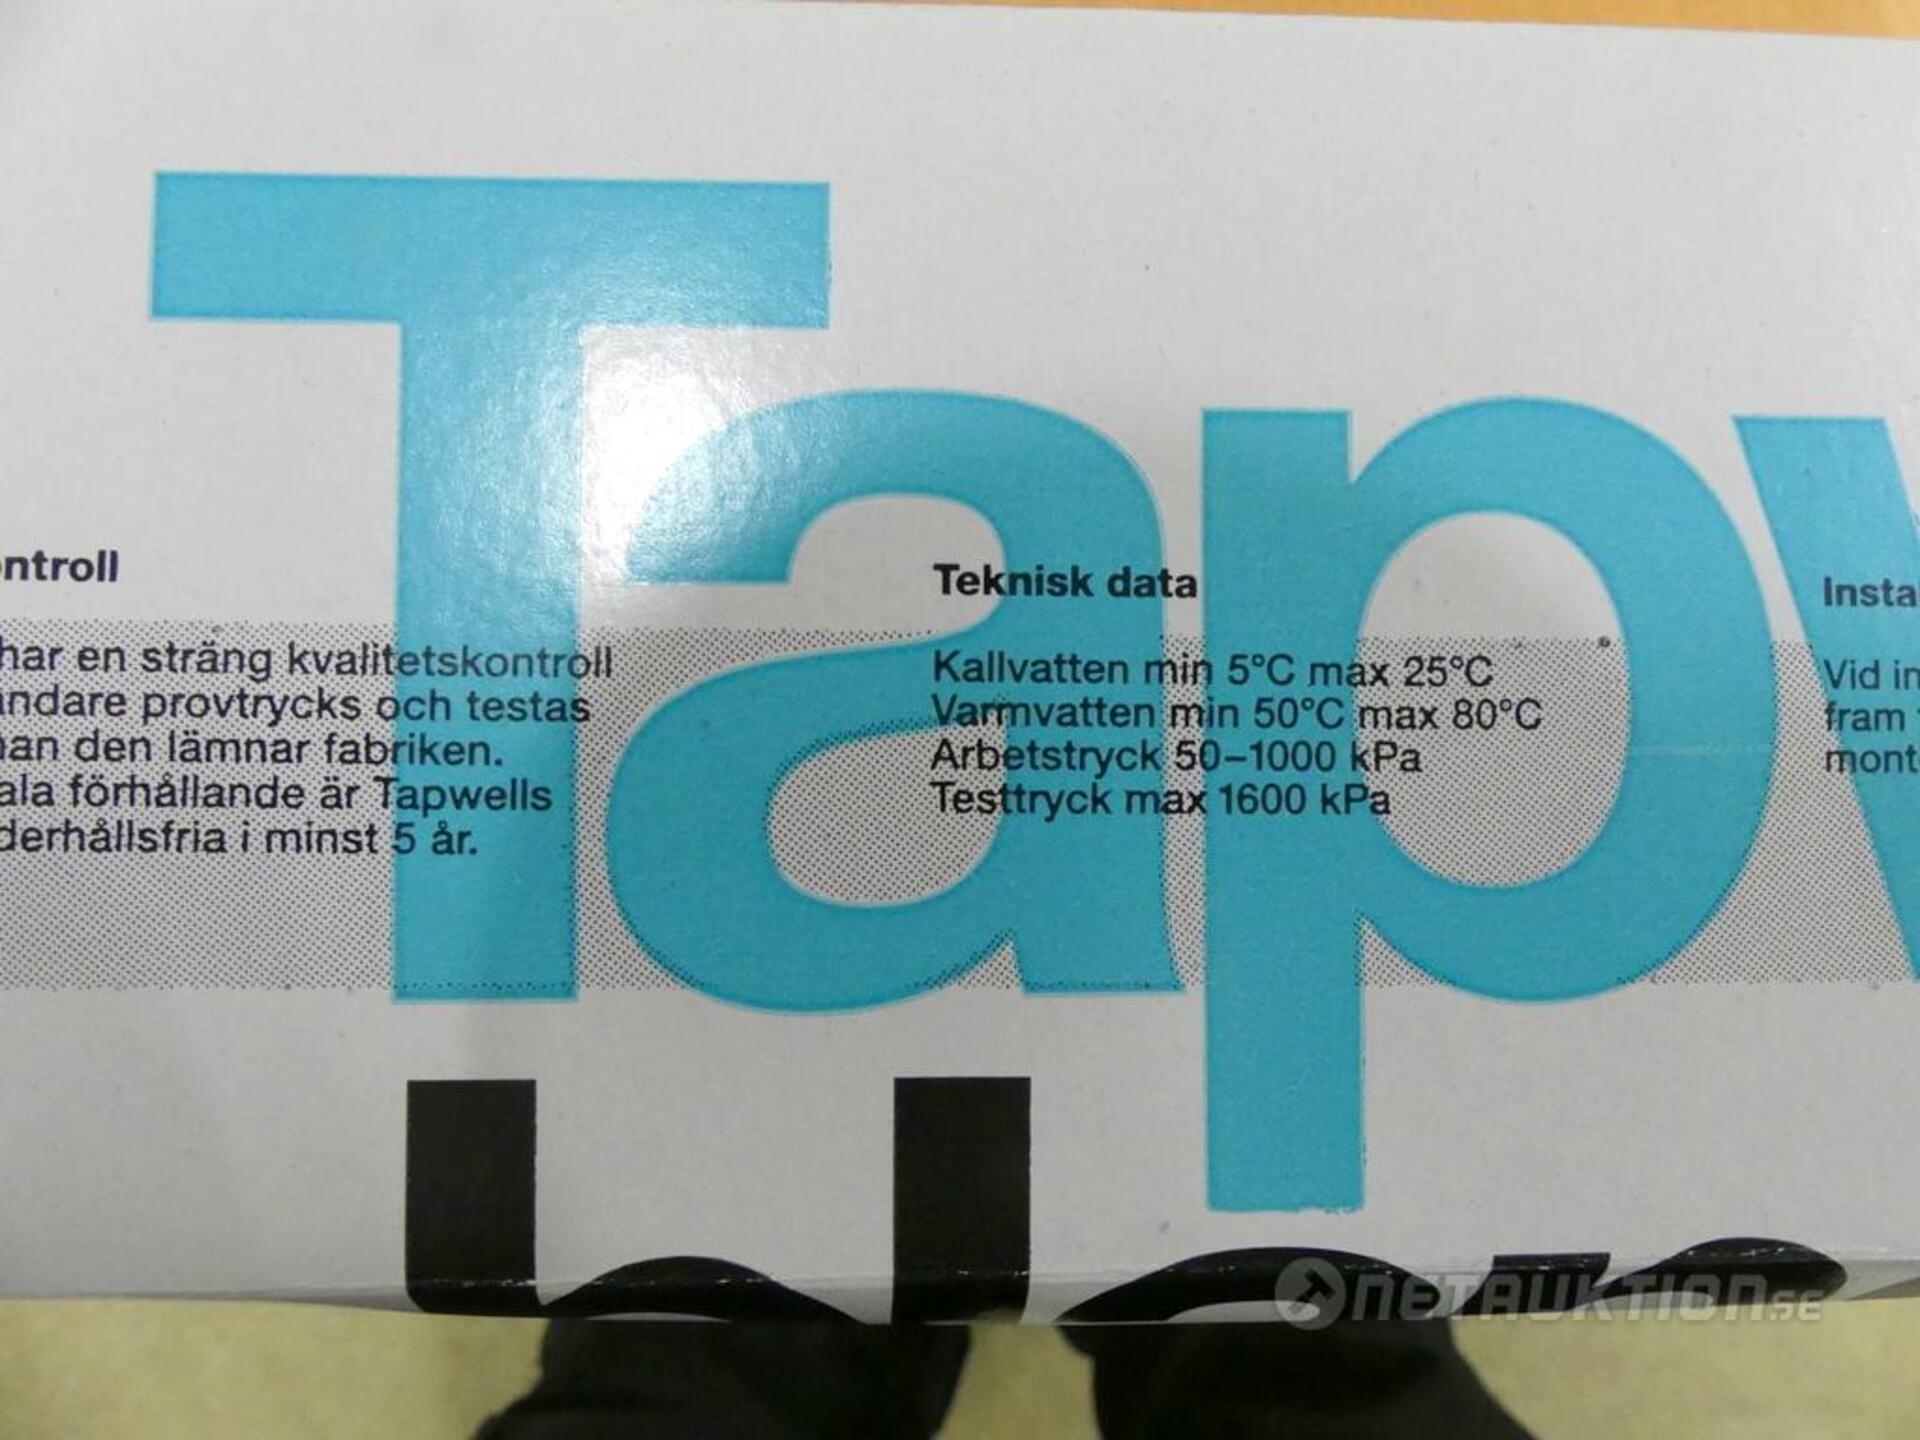 Tap
ntroll
har en sträng kvalitetskontroll
ndare provtrycks och testas
an den lämnar fabriken.
ala förhållande är Tapwells
derhållsfria i minst 5 år.
Teknisk data
Kallvatten min 5°C max 25°C
Varmvatten min 50°C max 80°C
Arbetstryck 50–1000 kPa
Testtryck max 1600 kPa
Insta
Vid in
fram
mont
NETAUKTION.SE